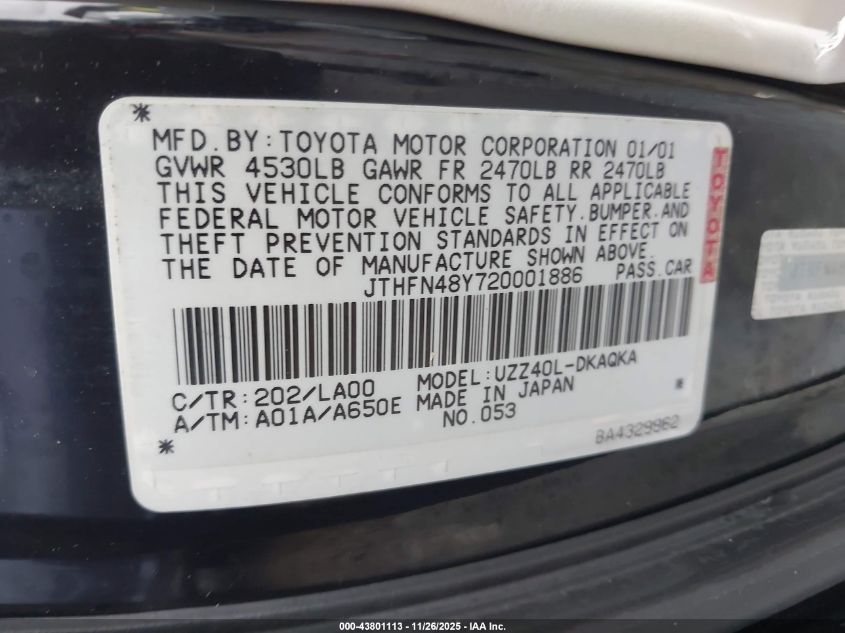 *
MFD.BY:TOYOTA MOTOR CORPORATION 01/01
GVWR 4530LB GAWR FR 2470LB RR 2470LB
THIS VEHICLE CONFORMS TO ALL APPLICABLE
FEDERAL MOTOR VEHICLE SAFETY.BUMPER.AND
THEFT PREVENTION STANDARDS IN EFFECT ON
THE DATE OF MANUFACTURE SHOWN ABOVE.
JTHFN48Y720001886 PASS.CAR
TOYOTA
C/TR:202/LA00 MODEL:UZZ40L-DKAQKA
A/TM:A01A/A650E MADE IN JAPAN *
NO.053
* BA4329962
000-43801113 - 11/26/2025 - IAA Inc.